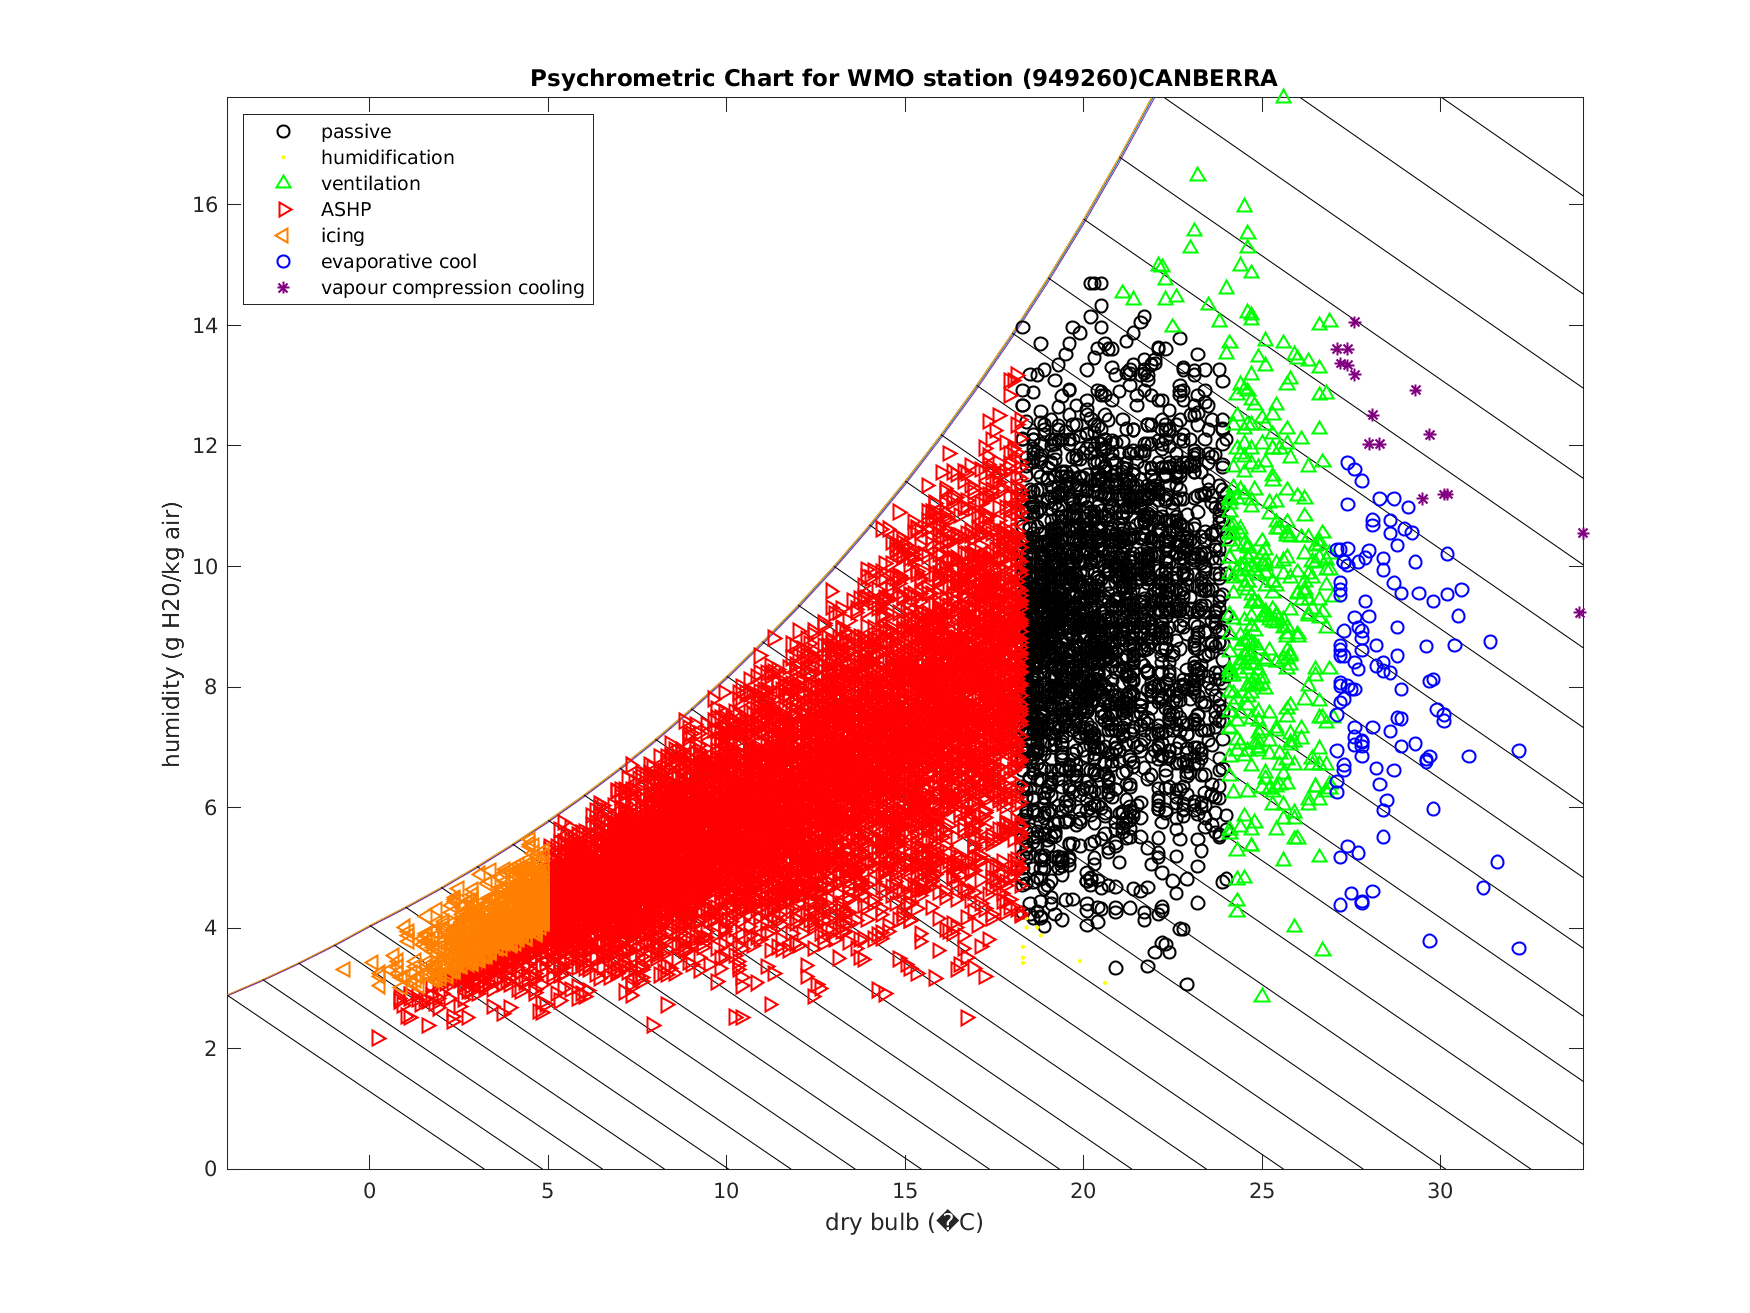 Psychrometric Chart for WMO station (949260)CANBERRA
passive
humidification
ventilation
ASHP
icing
evaporative cool
vapour compression cooling
humidity (g H20/kg air)
16
14
12
10
8
6
4
2
0
0 5 10 15 20 25 30
dry bulb (�C)